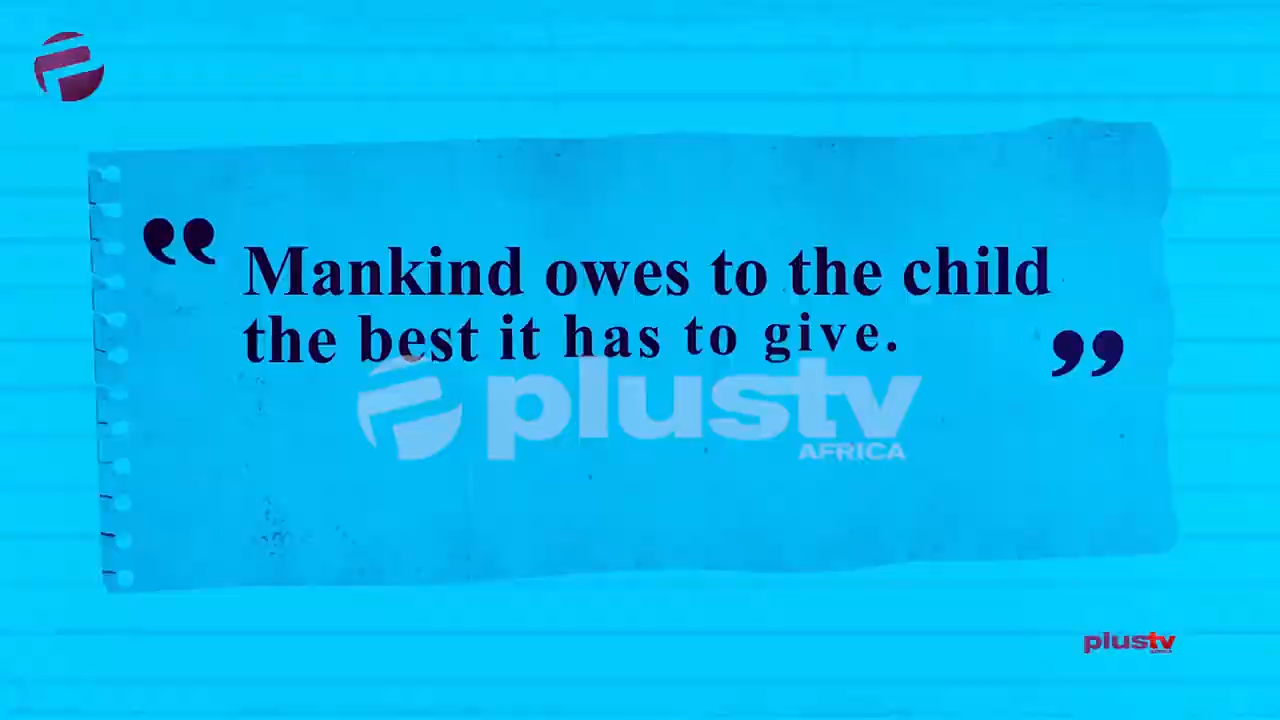 “ Mankind owes to the child
the best it has to give. ”
plustv
AFRICA
plustv